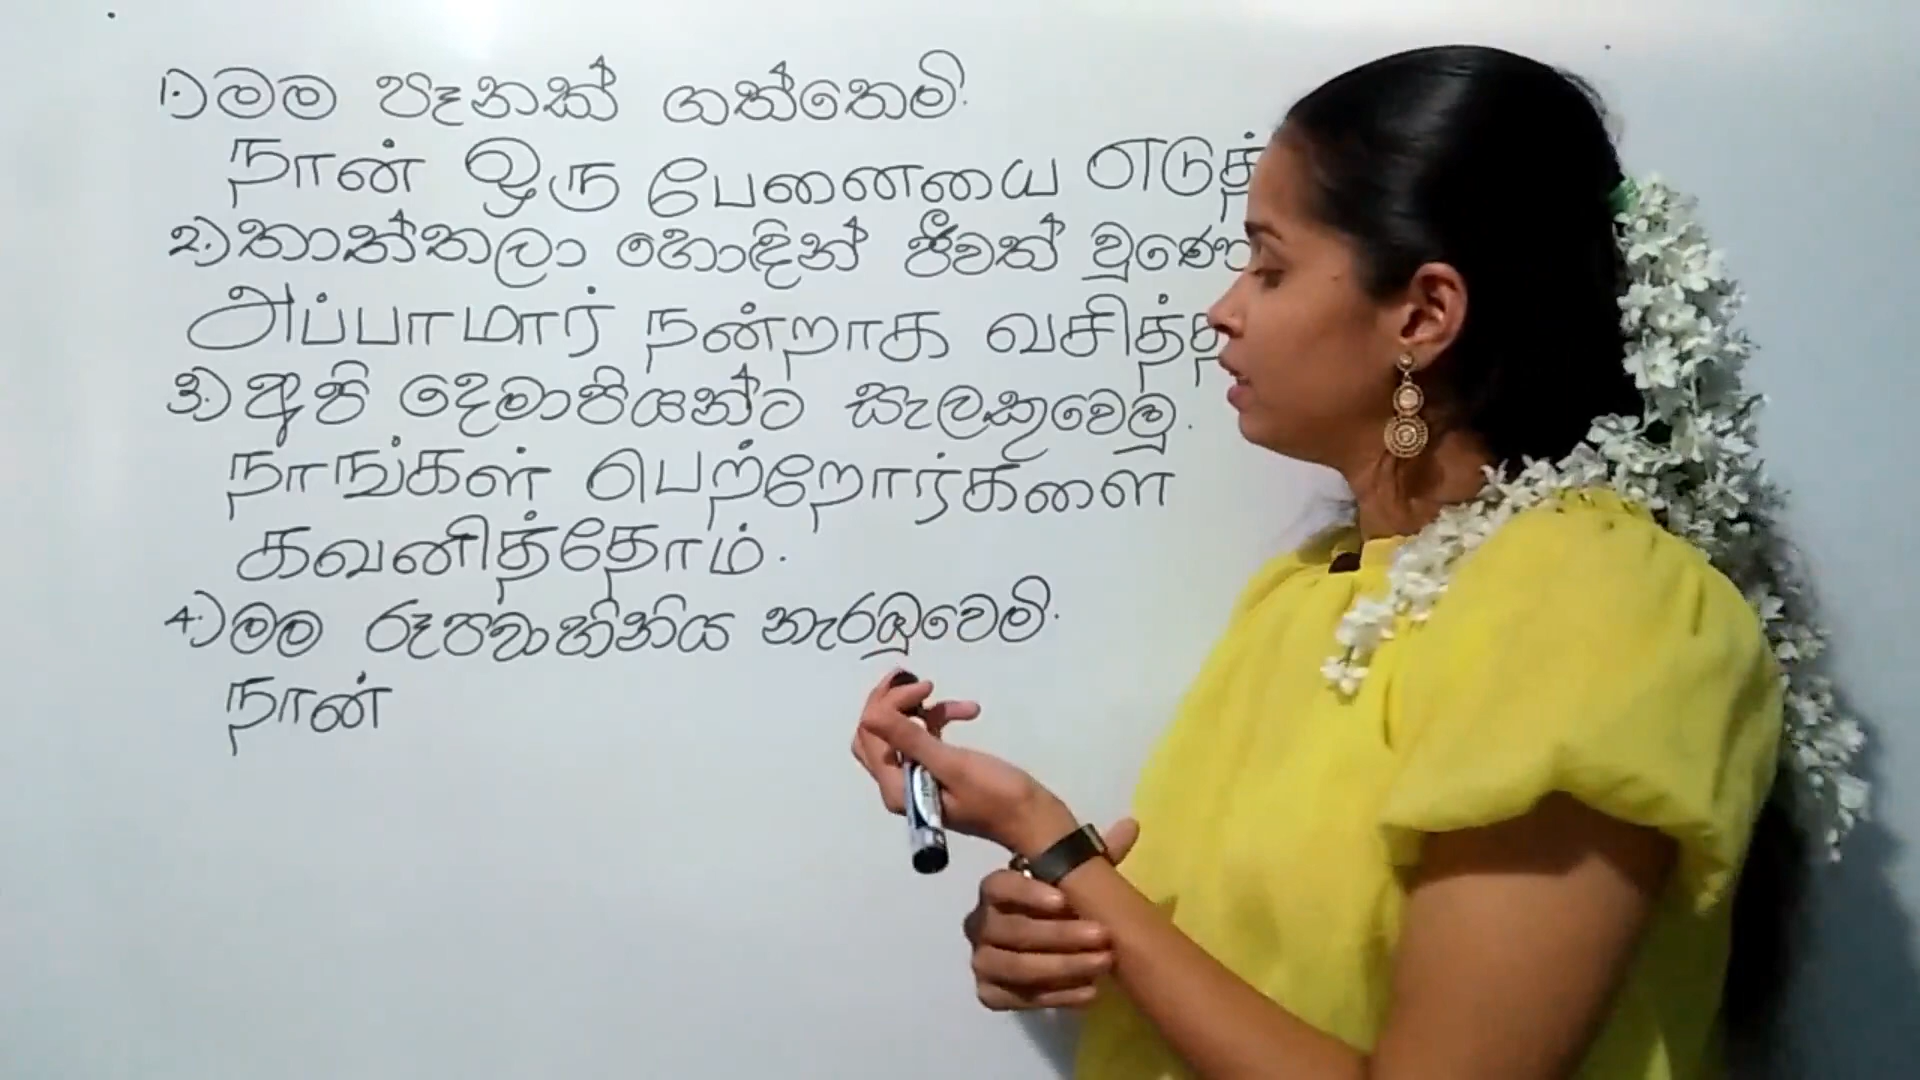 1.) මම පෑනක් ගත්තෙමි.
நான் ஒரு பேனையை எடுத்
2.) තාත්තලා හොඳින් ජීවත් වූණෝ
அப்பாமார் நன்றாக வசித்த
3.) අපි දෙමාපියන්ට සැලකුවෙමු.
நாங்கள் பெற்றோர்களை
கவனித்தோம்.
4.) මම රූපවාහිනිය නැරඹුවෙමි.
நான்